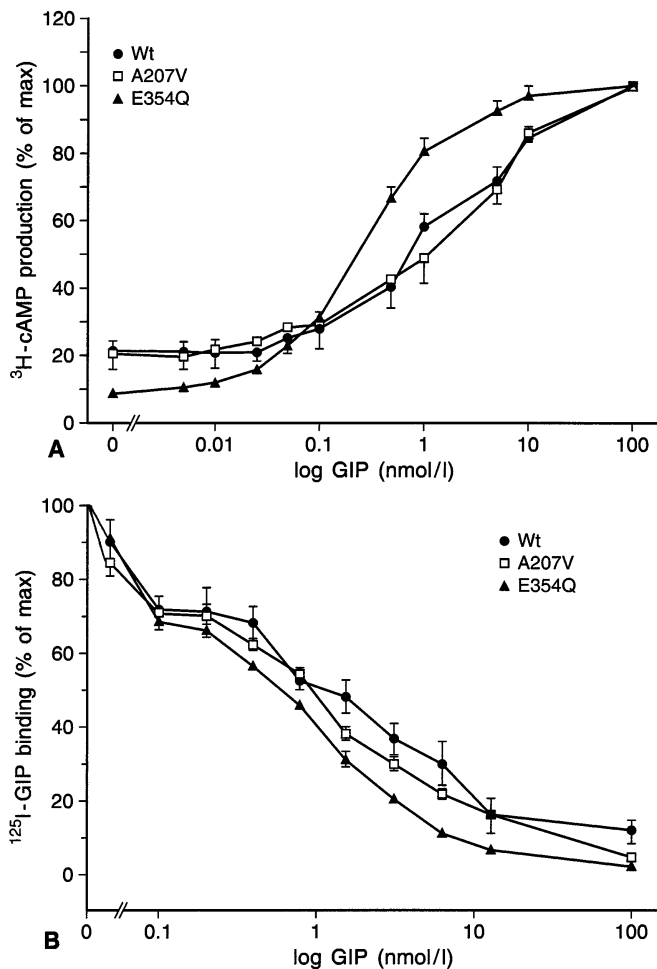 120
100
80
60
40
20
0
³H-cAMP production (% of max)
Wt
A207V
E354Q
0
0.01
0.1
1
10
100
A
log GIP (nmol/l)
100
80
60
40
20
0
¹²⁵I-GIP binding (% of max)
Wt
A207V
E354Q
0
0.1
1
10
100
B
log GIP (nmol/l)